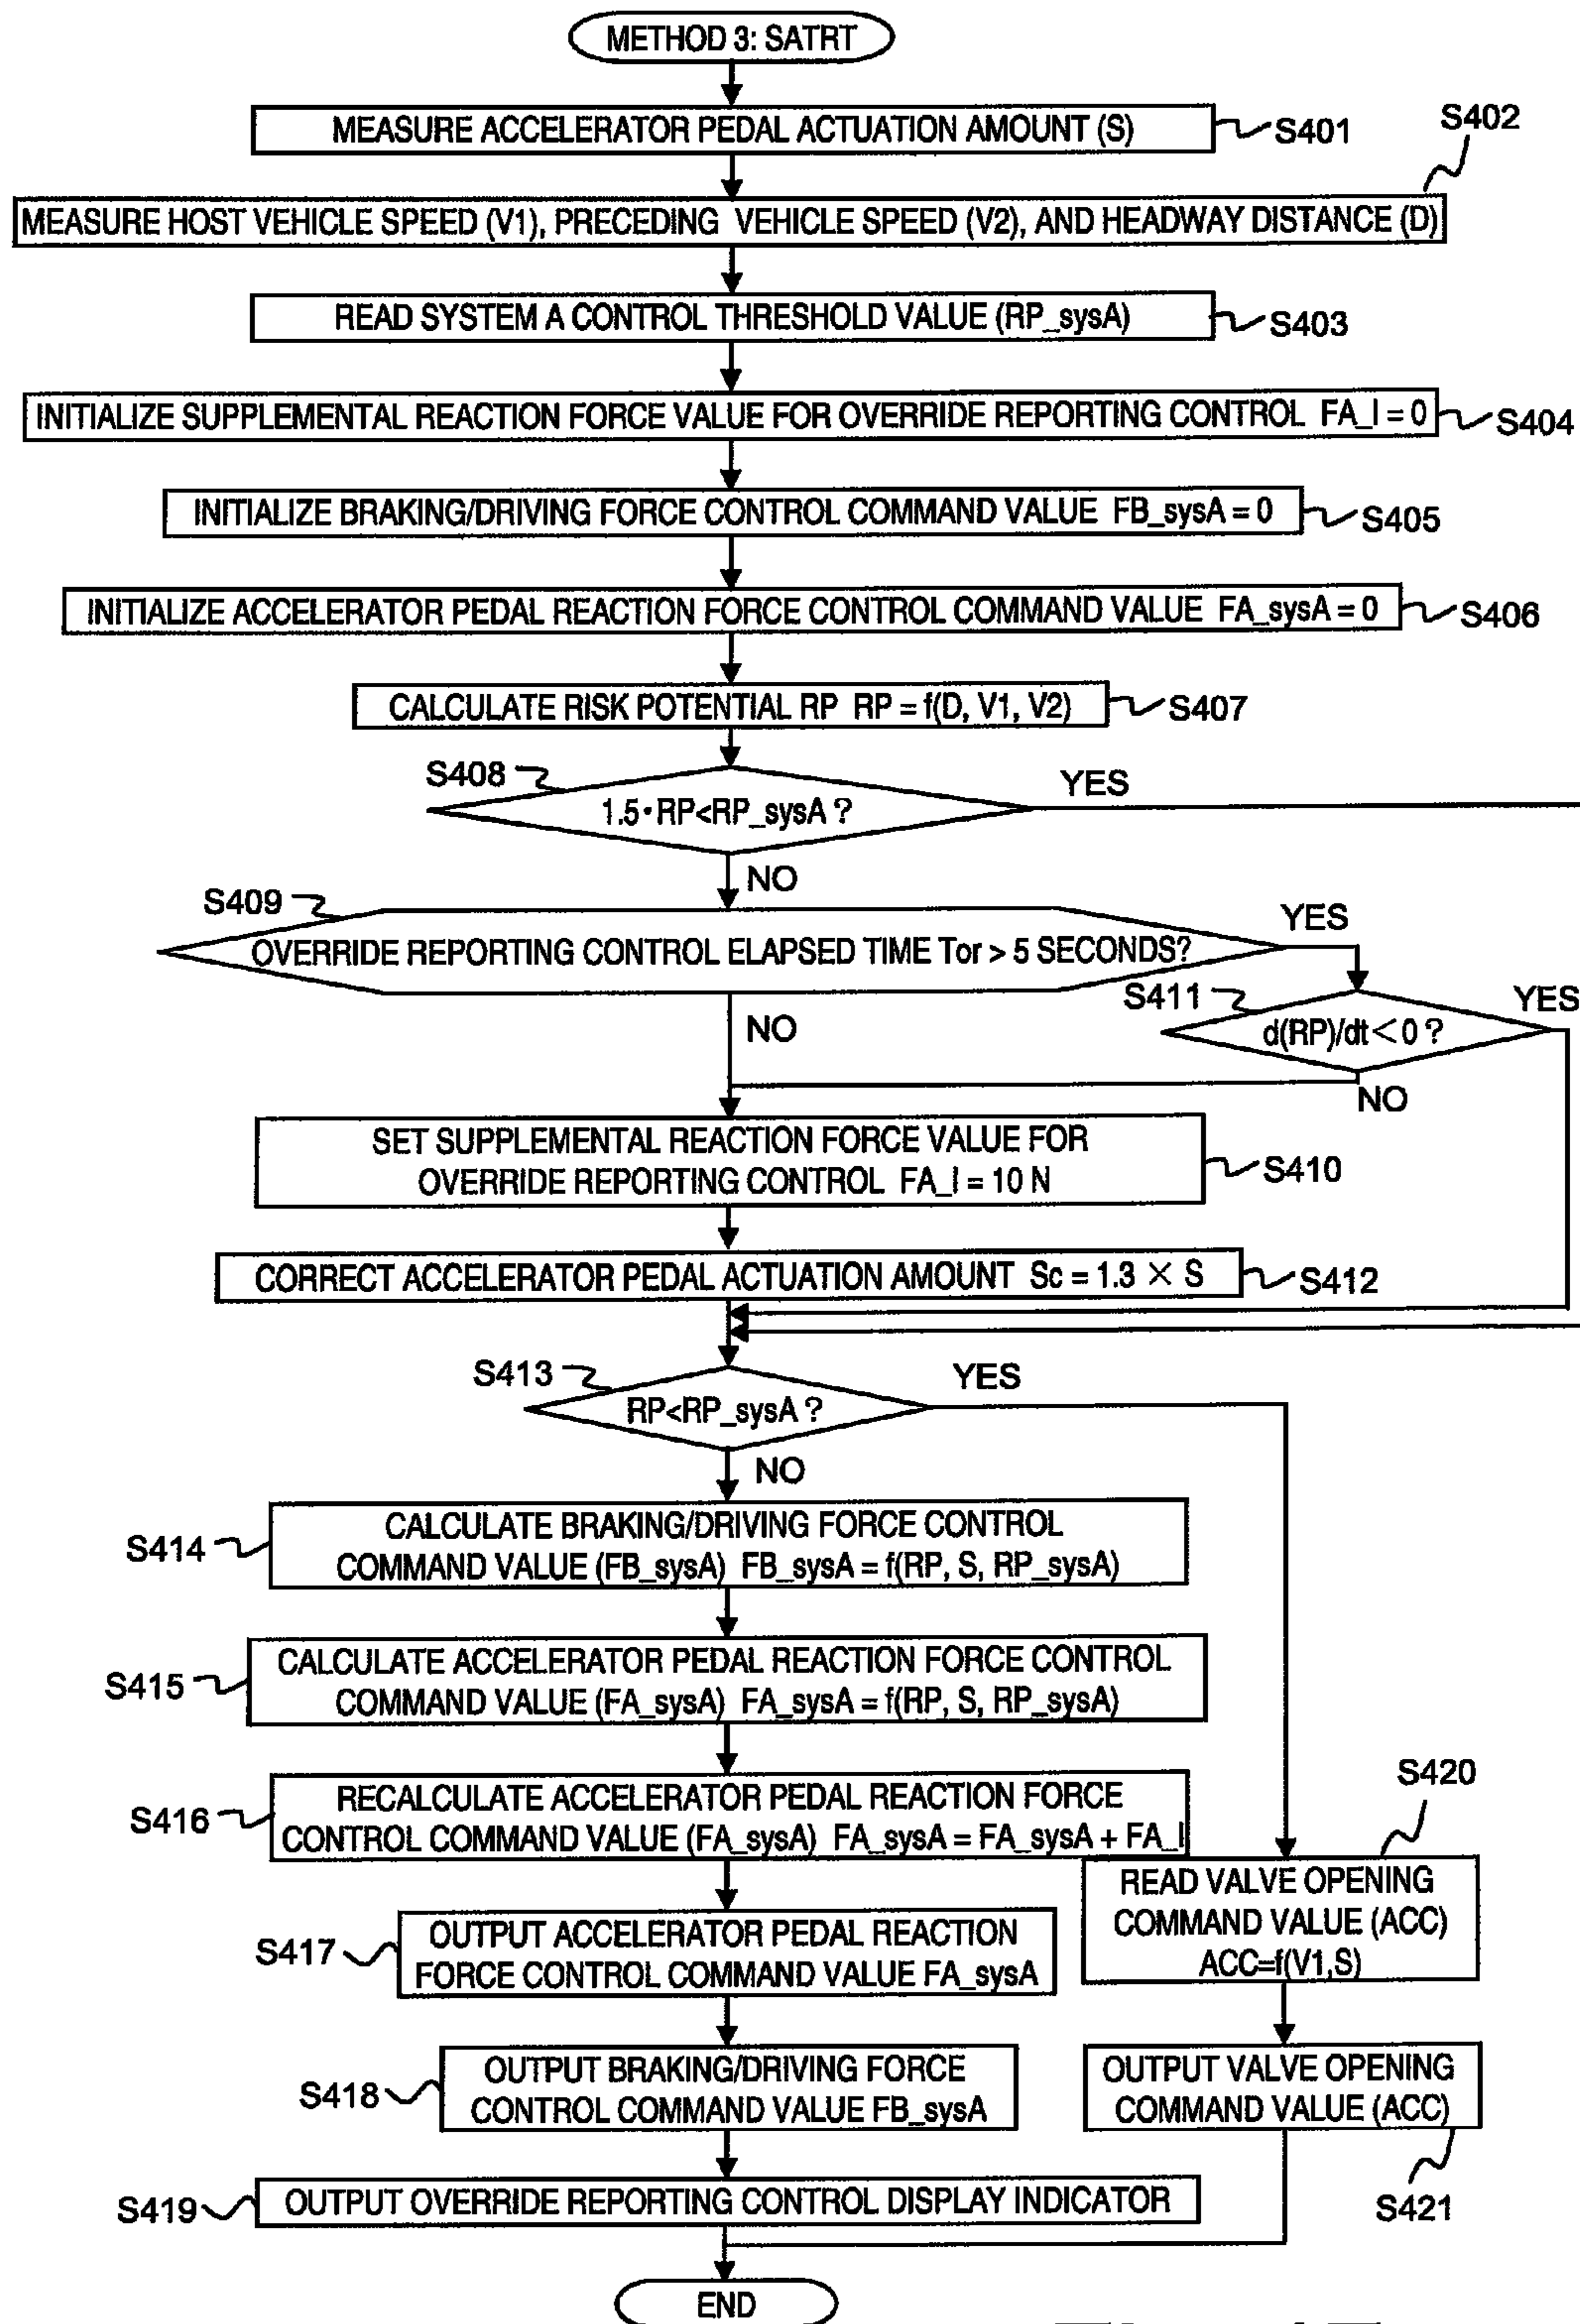 METHOD 3: SATRT
MEASURE ACCELERATOR PEDAL ACTUATION AMOUNT (S)
S401
S402
MEASURE HOST VEHICLE SPEED (V1), PRECEDING VEHICLE SPEED (V2), AND HEADWAY DISTANCE (D)
READ SYSTEM A CONTROL THRESHOLD VALUE (RP_sysA)
S403
INITIALIZE SUPPLEMENTAL REACTION FORCE VALUE FOR OVERRIDE REPORTING CONTROL FA_I = 0
S404
INITIALIZE BRAKING/DRIVING FORCE CONTROL COMMAND VALUE FB_sysA = 0
S405
INITIALIZE ACCELERATOR PEDAL REACTION FORCE CONTROL COMMAND VALUE FA_sysA = 0
S406
CALCULATE RISK POTENTIAL RP RP = f(D, V1, V2)
S407
S408
1.5・RP<RP_sysA ?
YES
NO
S409
OVERRIDE REPORTING CONTROL ELAPSED TIME Tor > 5 SECONDS?
YES
NO
S411
d(RP)/dt<0 ?
YES
NO
SET SUPPLEMENTAL REACTION FORCE VALUE FOR
OVERRIDE REPORTING CONTROL FA_I = 10 N
S410
CORRECT ACCELERATOR PEDAL ACTUATION AMOUNT Sc = 1.3 × S
S412
S413
RP<RP_sysA ?
YES
NO
S414
CALCULATE BRAKING/DRIVING FORCE CONTROL
COMMAND VALUE (FB_sysA) FB_sysA = f(RP, S, RP_sysA)
S415
CALCULATE ACCELERATOR PEDAL REACTION FORCE CONTROL
COMMAND VALUE (FA_sysA) FA_sysA = f(RP, S, RP_sysA)
S416
RECALCULATE ACCELERATOR PEDAL REACTION FORCE
CONTROL COMMAND VALUE (FA_sysA) FA_sysA = FA_sysA + FA_I
S417
OUTPUT ACCELERATOR PEDAL REACTION
FORCE CONTROL COMMAND VALUE FA_sysA
S418
OUTPUT BRAKING/DRIVING FORCE
CONTROL COMMAND VALUE FB_sysA
S419
OUTPUT OVERRIDE REPORTING CONTROL DISPLAY INDICATOR
S420
READ VALVE OPENING
COMMAND VALUE (ACC)
ACC=f(V1,S)
OUTPUT VALVE OPENING
COMMAND VALUE (ACC)
S421
END